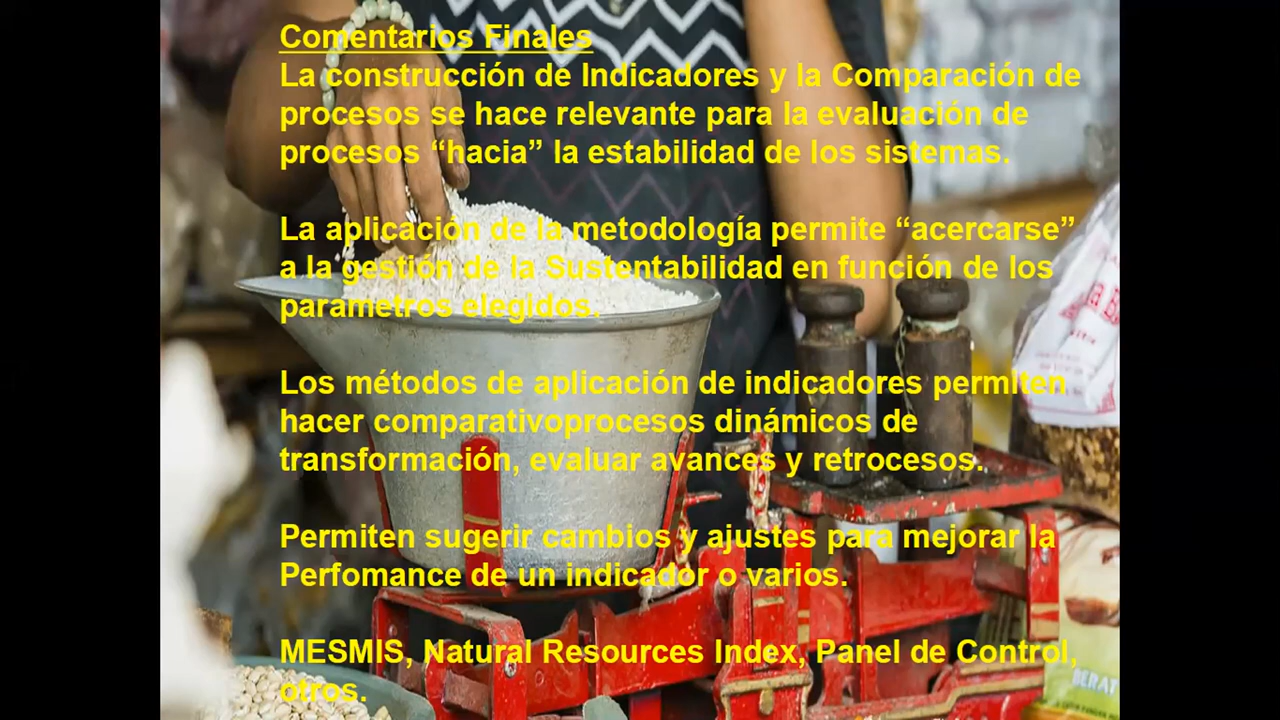 Comentarios Finales
La construcción de Indicadores y la Comparación de
procesos se hace relevante para la evaluación de
procesos “hacia” la estabilidad de los sistemas.
La aplicación de la metodología permite “acercarse”
a la gestión de la Sustentabilidad en función de los
parámetros elegidos.
Los métodos de aplicación de indicadores permiten
hacer comparativoprocesos dinámicos de
transformación, evaluar avances y retrocesos.
Permiten sugerir cambios y ajustes para mejorar la
Perfomance de un indicador o varios.
MESMIS, Natural Resources Index, Panel de Control,
otros.
BERAT